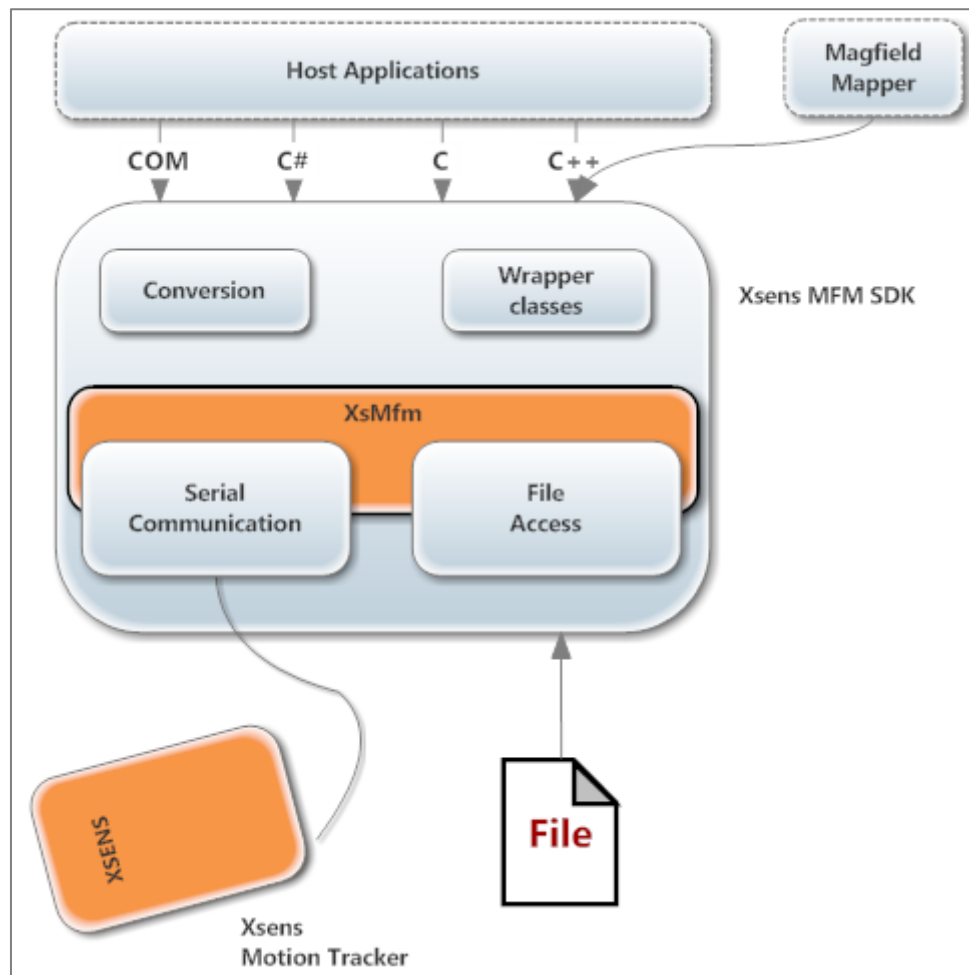 Host Applications
Magfield
Mapper
COM
C#
C
C++
Conversion
Wrapper
classes
Xsens MFM SDK
XsMfm
Serial
Communication
File
Access
XSENS
File
Xsens
Motion Tracker